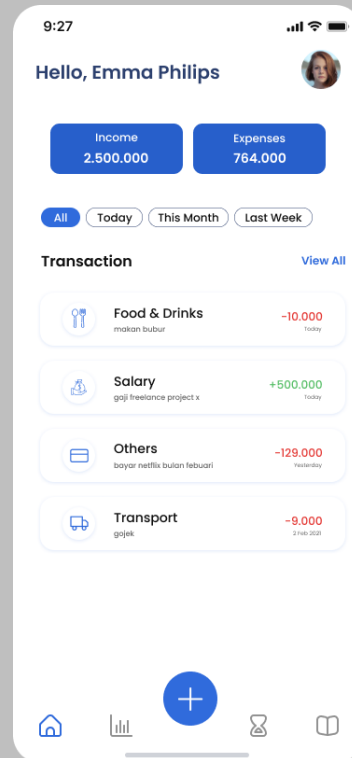 9:27
Hello, Emma Philips
Income
2.500.000
Expenses
764.000
All
Today
This Month
Last Week
Transaction
View All
Food & Drinks
makan bubur
-10.000
Today
Salary
gaji freelance project x
+500.000
Today
Others
bayar netflix bulan febuari
-129.000
Yesterday
Transport
gojek
-9.000
2 Feb 2021